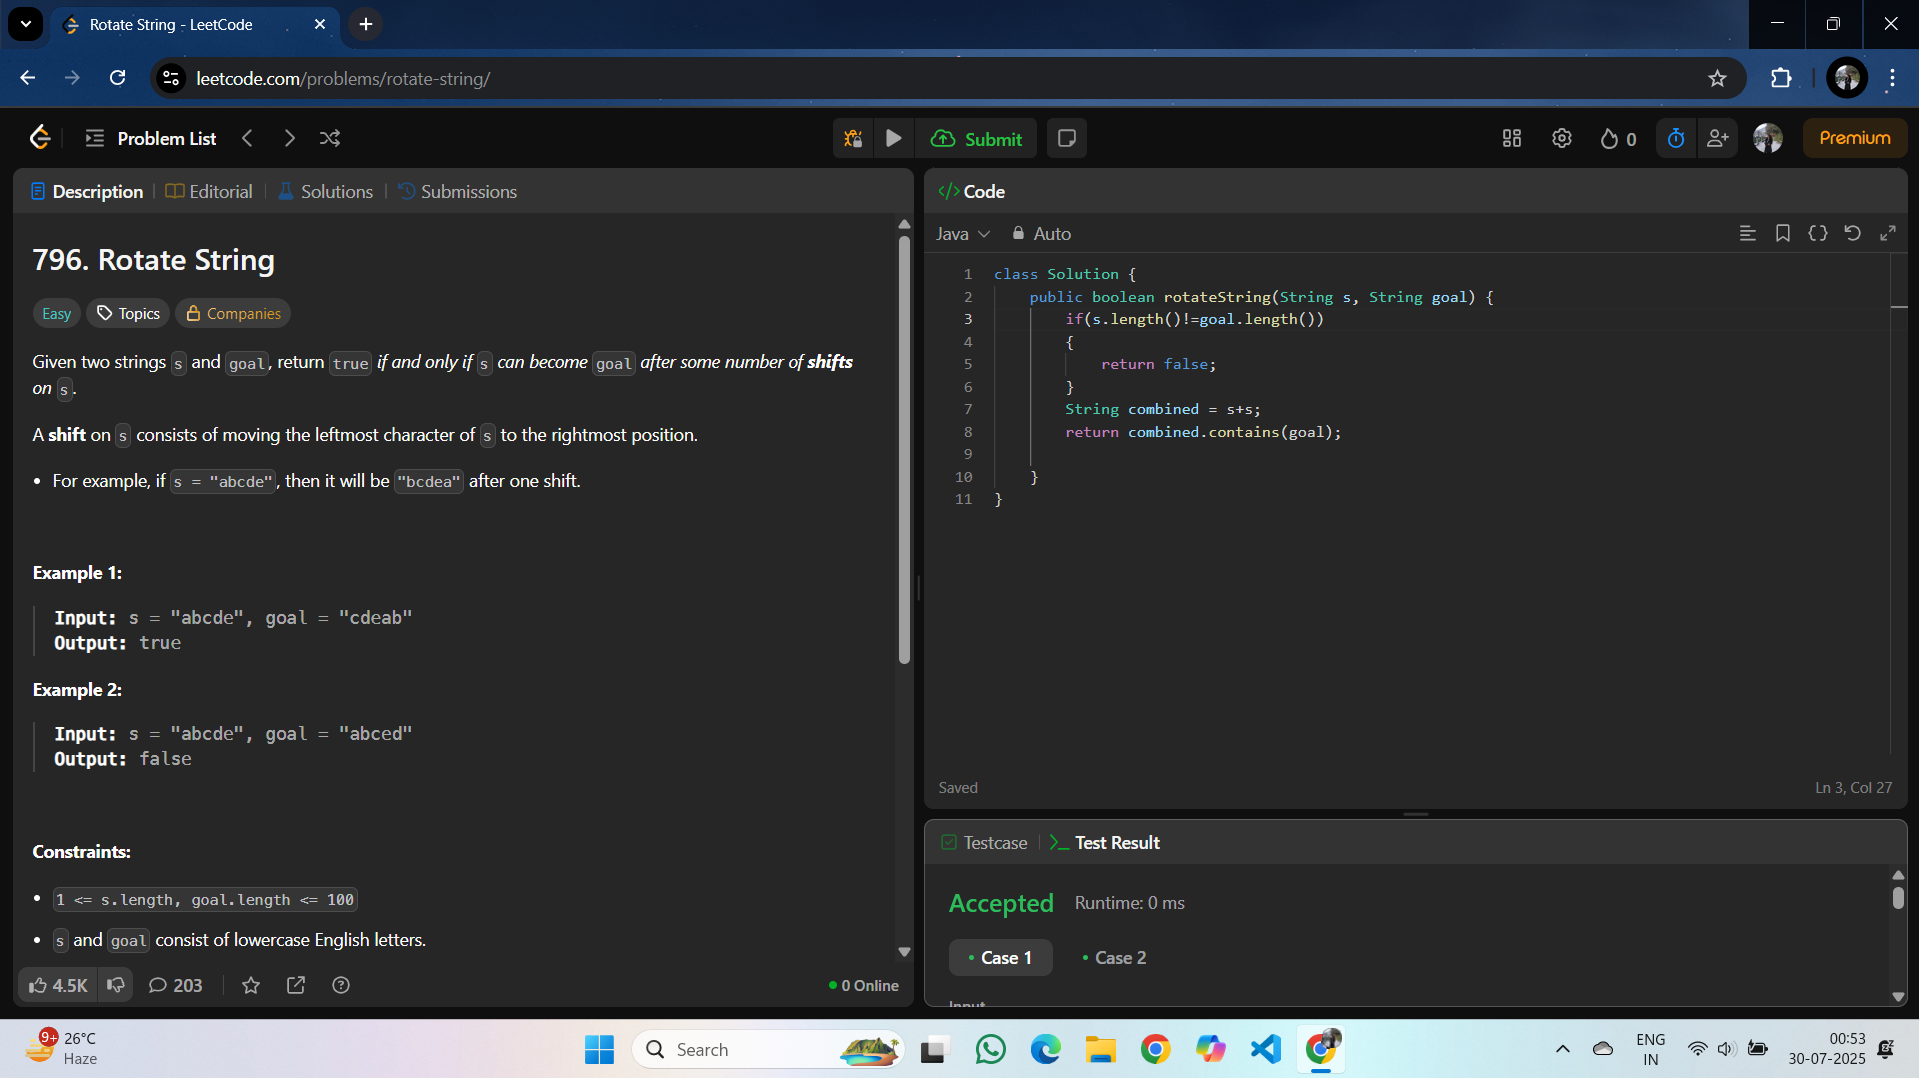 Rotate String - LeetCode
leetcode.com/problems/rotate-string/
Problem List
Submit
0
Premium
Description
Editorial
Solutions
Submissions
796. Rotate String
Easy
Topics
Companies
Given two strings s and goal, return true if and only if s can become goal after some number of shifts
on s.
A shift on s consists of moving the leftmost character of s to the rightmost position.
• For example, if s = "abcde", then it will be "bcdea" after one shift.
Example 1:
Input: s = "abcde", goal = "cdeab"
Output: true
Example 2:
Input: s = "abcde", goal = "abced"
Output: false
Constraints:
• 1 <= s.length, goal.length <= 100
• s and goal consist of lowercase English letters.
4.5K
203
0 Online
</> Code
Java
Auto
1 class Solution {
2 public boolean rotateString(String s, String goal) {
3 if(s.length()!=goal.length())
4 {
5 return false;
6 }
7 String combined = s+s;
8 return combined.contains(goal);
9
10 }
11 }
Saved
Ln 3, Col 27
Testcase
Test Result
Accepted
Runtime: 0 ms
• Case 1
• Case 2
Input
9+
26°C
Haze
Search
ENG
IN
00:53
30-07-2025